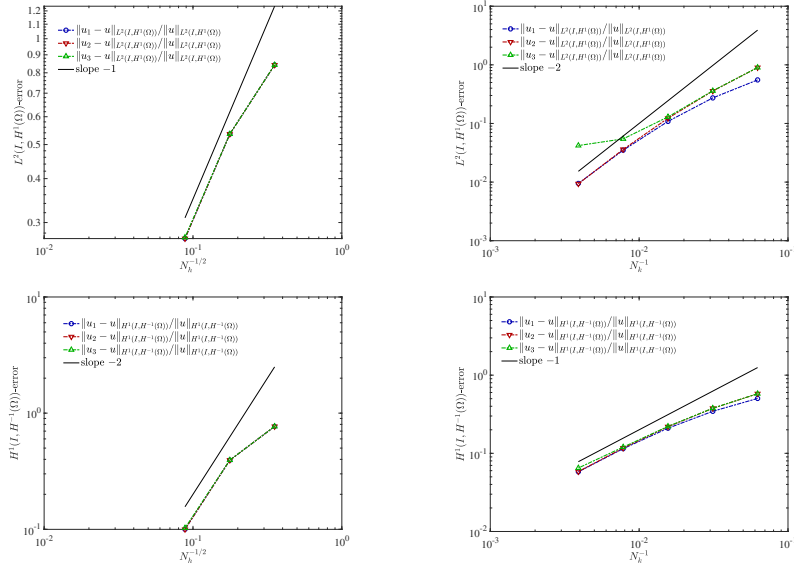 1.2
1.1
1
0.9
0.8
0.7
0.6
0.5
0.4
0.3
L²(I, H¹(Ω))-error
‖u₁ − u‖_{L²(I,H¹(Ω))}/‖u‖_{L²(I,H¹(Ω))}
‖u₂ − u‖_{L²(I,H¹(Ω))}/‖u‖_{L²(I,H¹(Ω))}
‖u₃ − u‖_{L²(I,H¹(Ω))}/‖u‖_{L²(I,H¹(Ω))}
slope −1
10⁻² 10⁻¹ 10⁰
N_h^{−1/2}
10¹
10⁰
10⁻¹
10⁻²
10⁻³
L²(I, H¹(Ω))-error
‖u₁ − u‖_{L²(I,H¹(Ω))}/‖u‖_{L²(I,H¹(Ω))}
‖u₂ − u‖_{L²(I,H¹(Ω))}/‖u‖_{L²(I,H¹(Ω))}
‖u₃ − u‖_{L²(I,H¹(Ω))}/‖u‖_{L²(I,H¹(Ω))}
slope −2
10⁻³ 10⁻² 10⁻
N_k^{−1}
10¹
10⁰
10⁻¹
H¹(I, H⁻¹(Ω))-error
‖u₁ − u‖_{H¹(I,H⁻¹(Ω))}/‖u‖_{H¹(I,H⁻¹(Ω))}
‖u₂ − u‖_{H¹(I,H⁻¹(Ω))}/‖u‖_{H¹(I,H⁻¹(Ω))}
‖u₃ − u‖_{H¹(I,H⁻¹(Ω))}/‖u‖_{H¹(I,H⁻¹(Ω))}
slope −2
10⁻² 10⁻¹ 10⁰
N_h^{−1/2}
10¹
10⁰
10⁻¹
10⁻²
H¹(I, H⁻¹(Ω))-error
‖u₁ − u‖_{H¹(I,H⁻¹(Ω))}/‖u‖_{H¹(I,H⁻¹(Ω))}
‖u₂ − u‖_{H¹(I,H⁻¹(Ω))}/‖u‖_{H¹(I,H⁻¹(Ω))}
‖u₃ − u‖_{H¹(I,H⁻¹(Ω))}/‖u‖_{H¹(I,H⁻¹(Ω))}
slope −1
10⁻³ 10⁻² 10⁻
N_k^{−1}